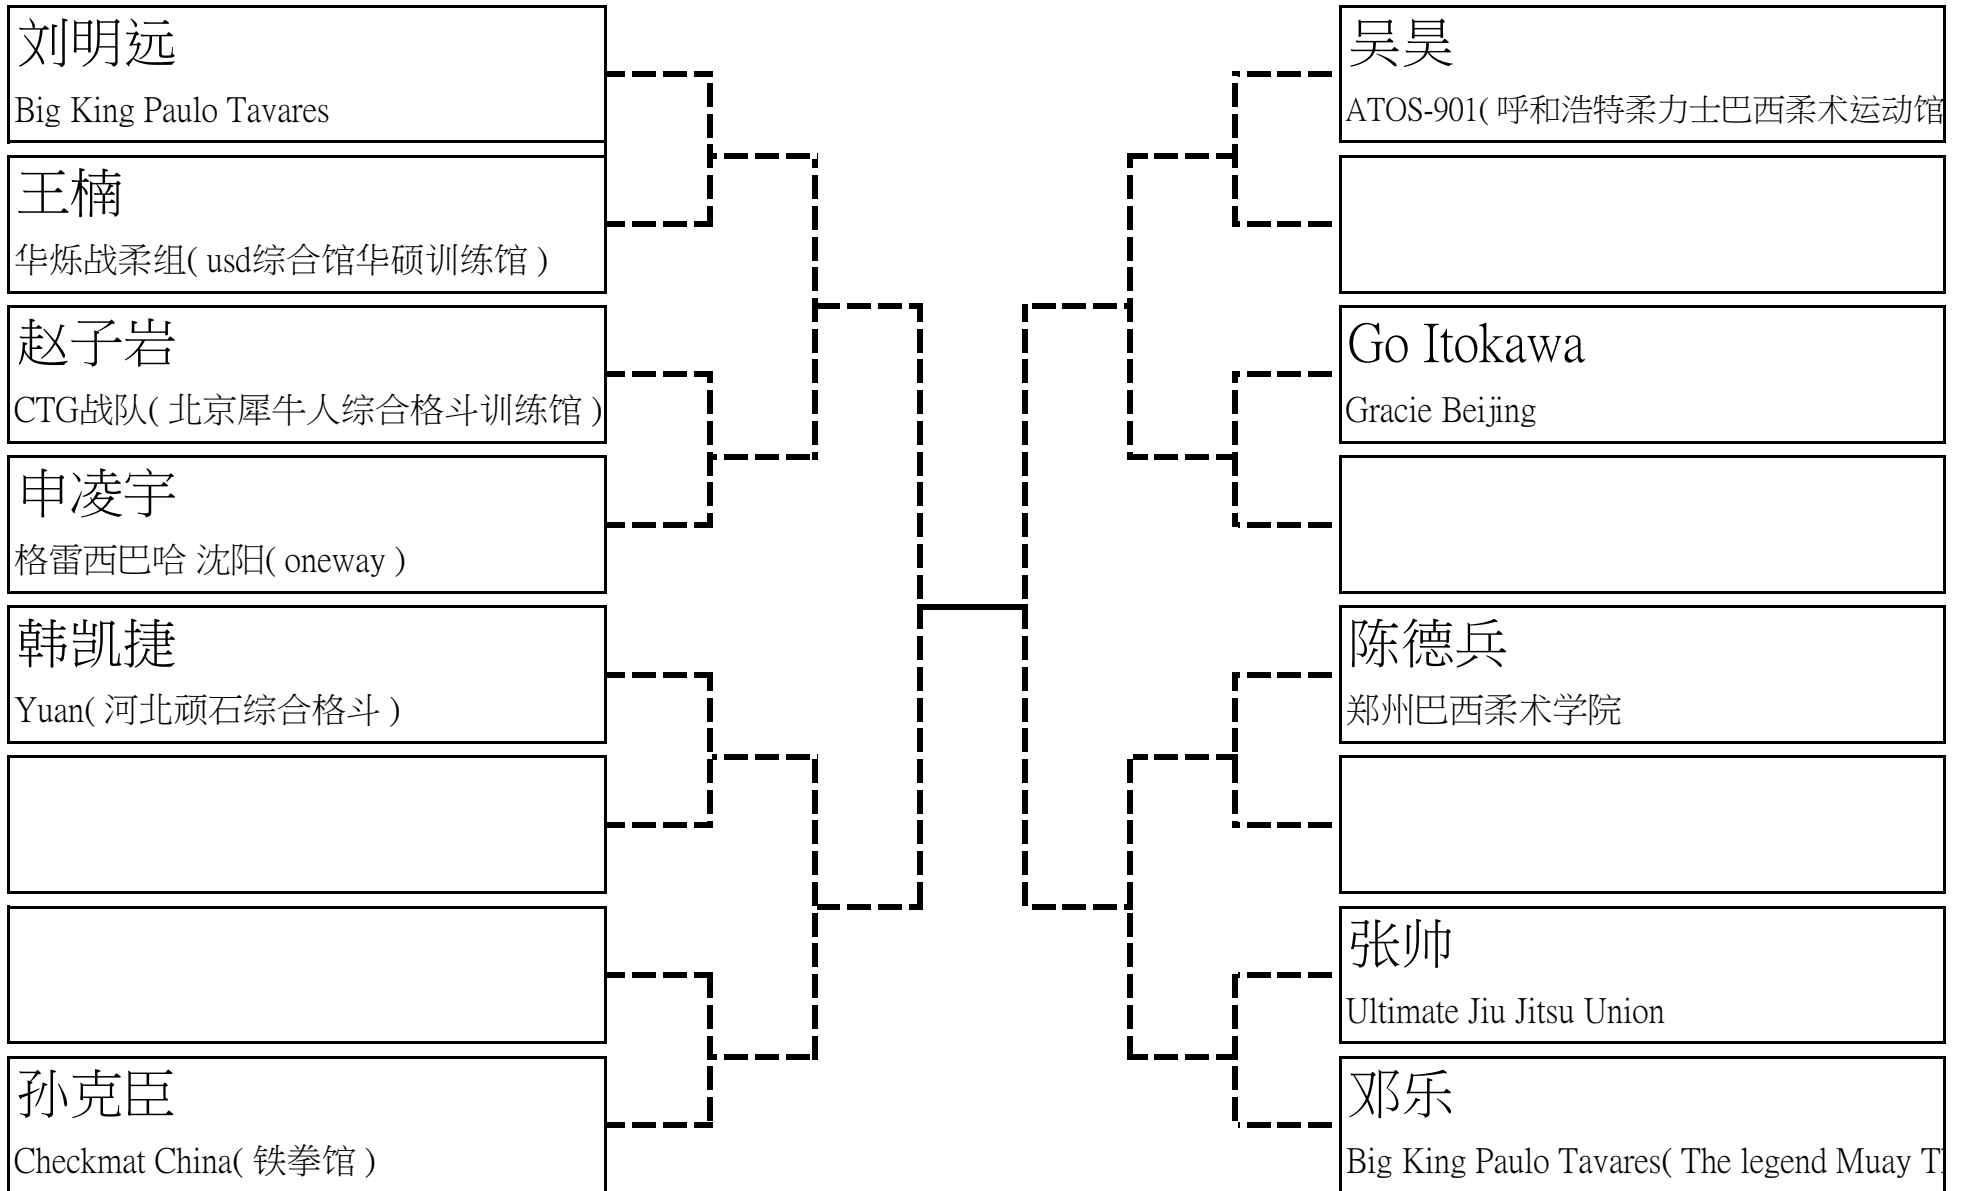 刘明远
Big King Paulo Tavares
王楠
华烁战柔组( usd综合馆华硕训练馆 )
赵子岩
CTG战队( 北京犀牛人综合格斗训练馆 )
申凌宇
格雷西巴哈 沈阳( oneway )
韩凯捷
Yuan( 河北顽石综合格斗 )
孙克臣
Checkmat China( 铁拳馆 )
吴昊
ATOS-901( 呼和浩特柔力士巴西柔术运动馆
Go Itokawa
Gracie Beijing
陈德兵
郑州巴西柔术学院
张帅
Ultimate Jiu Jitsu Union
邓乐
Big King Paulo Tavares( The legend Muay